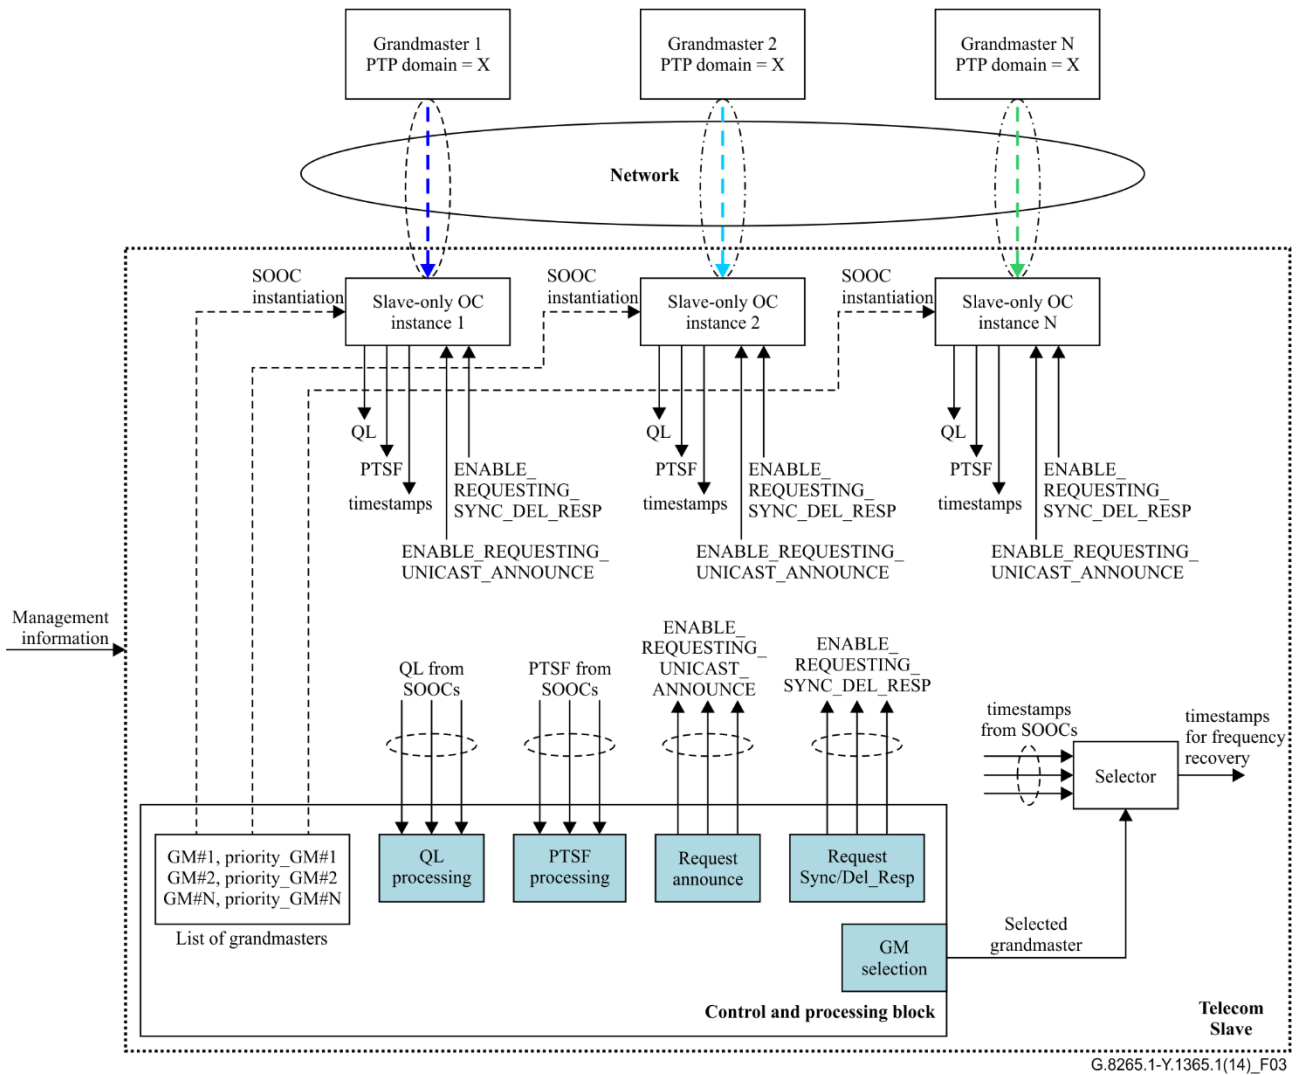 Grandmaster 1
PTP domain = X
Grandmaster 2
PTP domain = X
Grandmaster N
PTP domain = X
Network
SOOC
instantiation
Slave-only OC
instance 1
SOOC
instantiation
Slave-only OC
instance 2
SOOC
instantiation
Slave-only OC
instance N
QL
PTSF
timestamps
ENABLE_
REQUESTING_
SYNC_DEL_RESP
ENABLE_REQUESTING_
UNICAST_ANNOUNCE
QL
PTSF
timestamps
ENABLE_
REQUESTING_
SYNC_DEL_RESP
ENABLE_REQUESTING_
UNICAST_ANNOUNCE
QL
PTSF
timestamps
ENABLE_
REQUESTING_
SYNC_DEL_RESP
ENABLE_REQUESTING_
UNICAST_ANNOUNCE
Management
information
QL from
SOOCs
PTSF from
SOOCs
ENABLE_
REQUESTING_
UNICAST_
ANNOUNCE
ENABLE_
REQUESTING_
SYNC_DEL_RESP
timestamps
from SOOCs
Selector
timestamps
for frequency
recovery
GM#1, priority_GM#1
GM#2, priority_GM#2
GM#N, priority_GM#N
List of grandmasters
QL
processing
PTSF
processing
Request
announce
Request
Sync/Del_Resp
GM
selection
Selected
grandmaster
Control and processing block
Telecom
Slave
G.8265.1-Y.1365.1(14)_F03